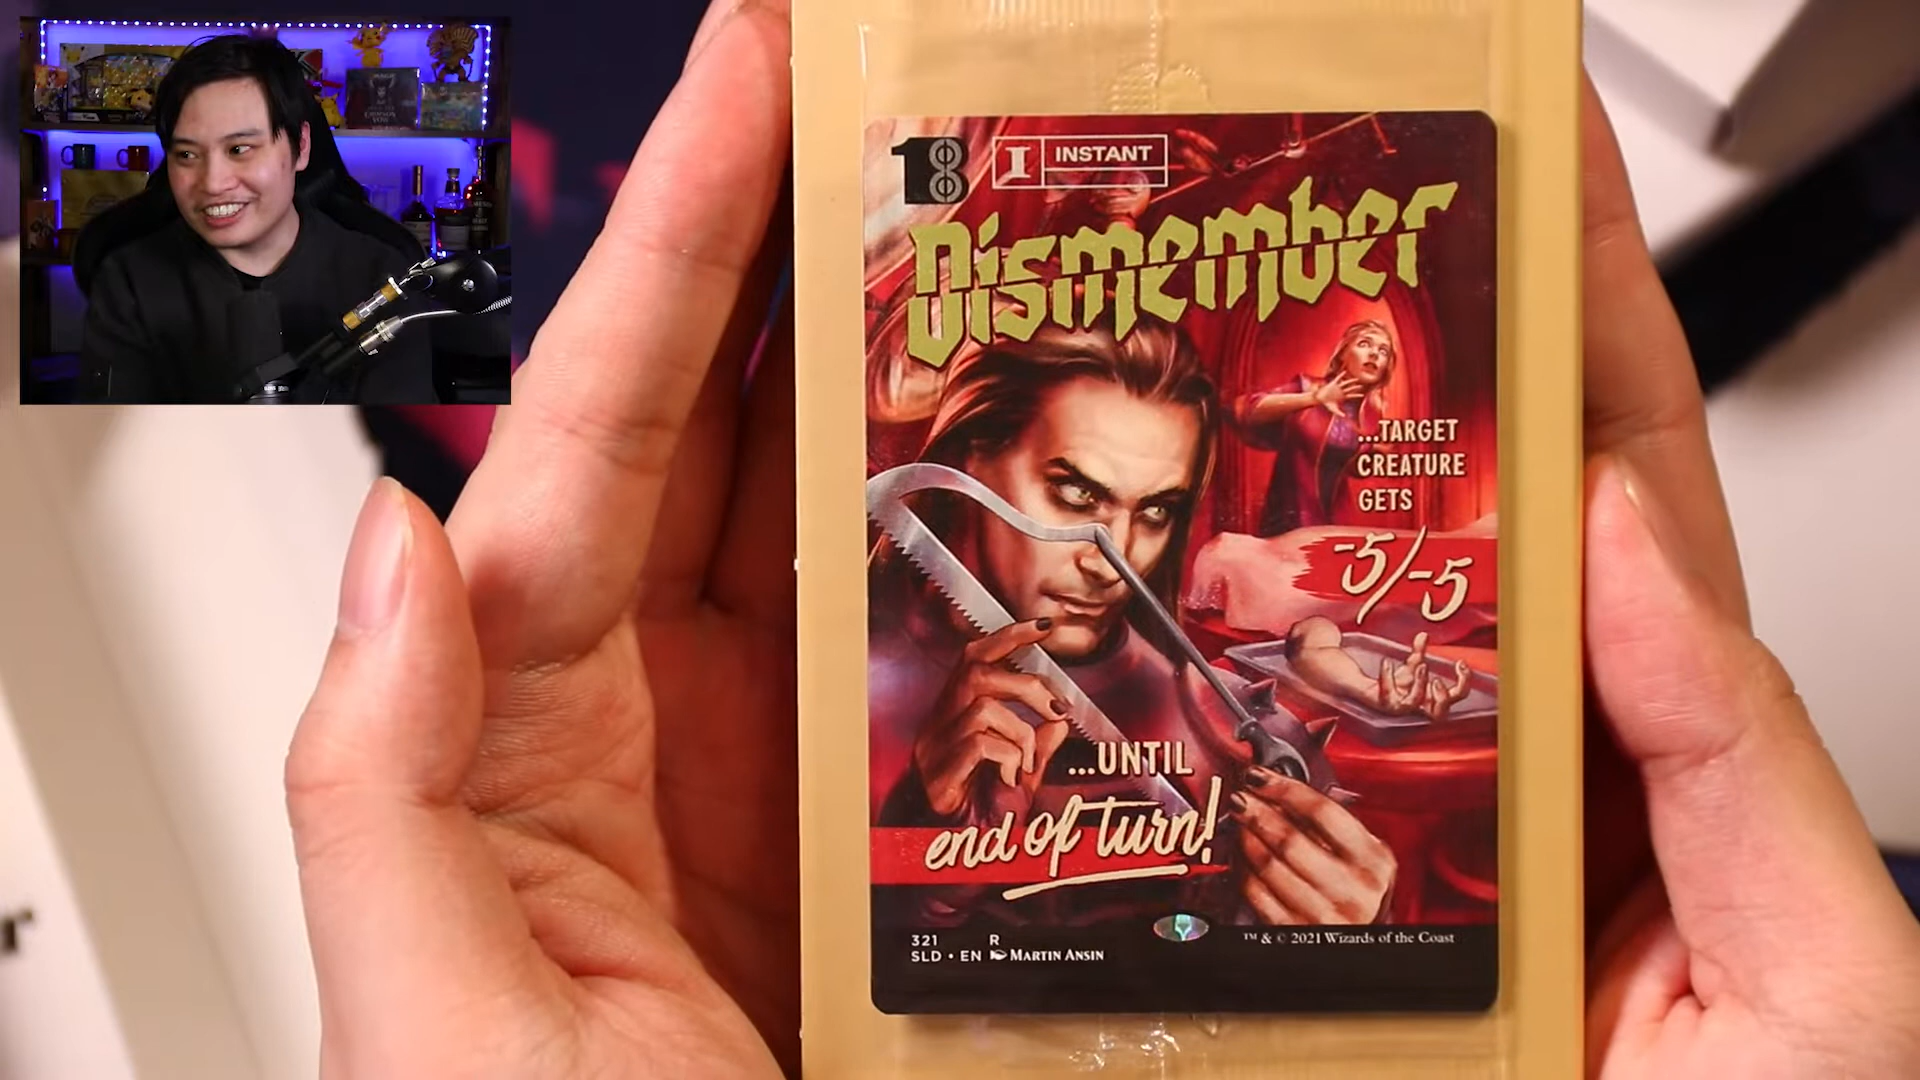 INSTANT
Dismember
...TARGET
CREATURE
GETS
-5/-5
...UNTIL
end of turn!
321 R
SLD • EN MARTIN ANSIN
™ & © 2021 Wizards of the Coast